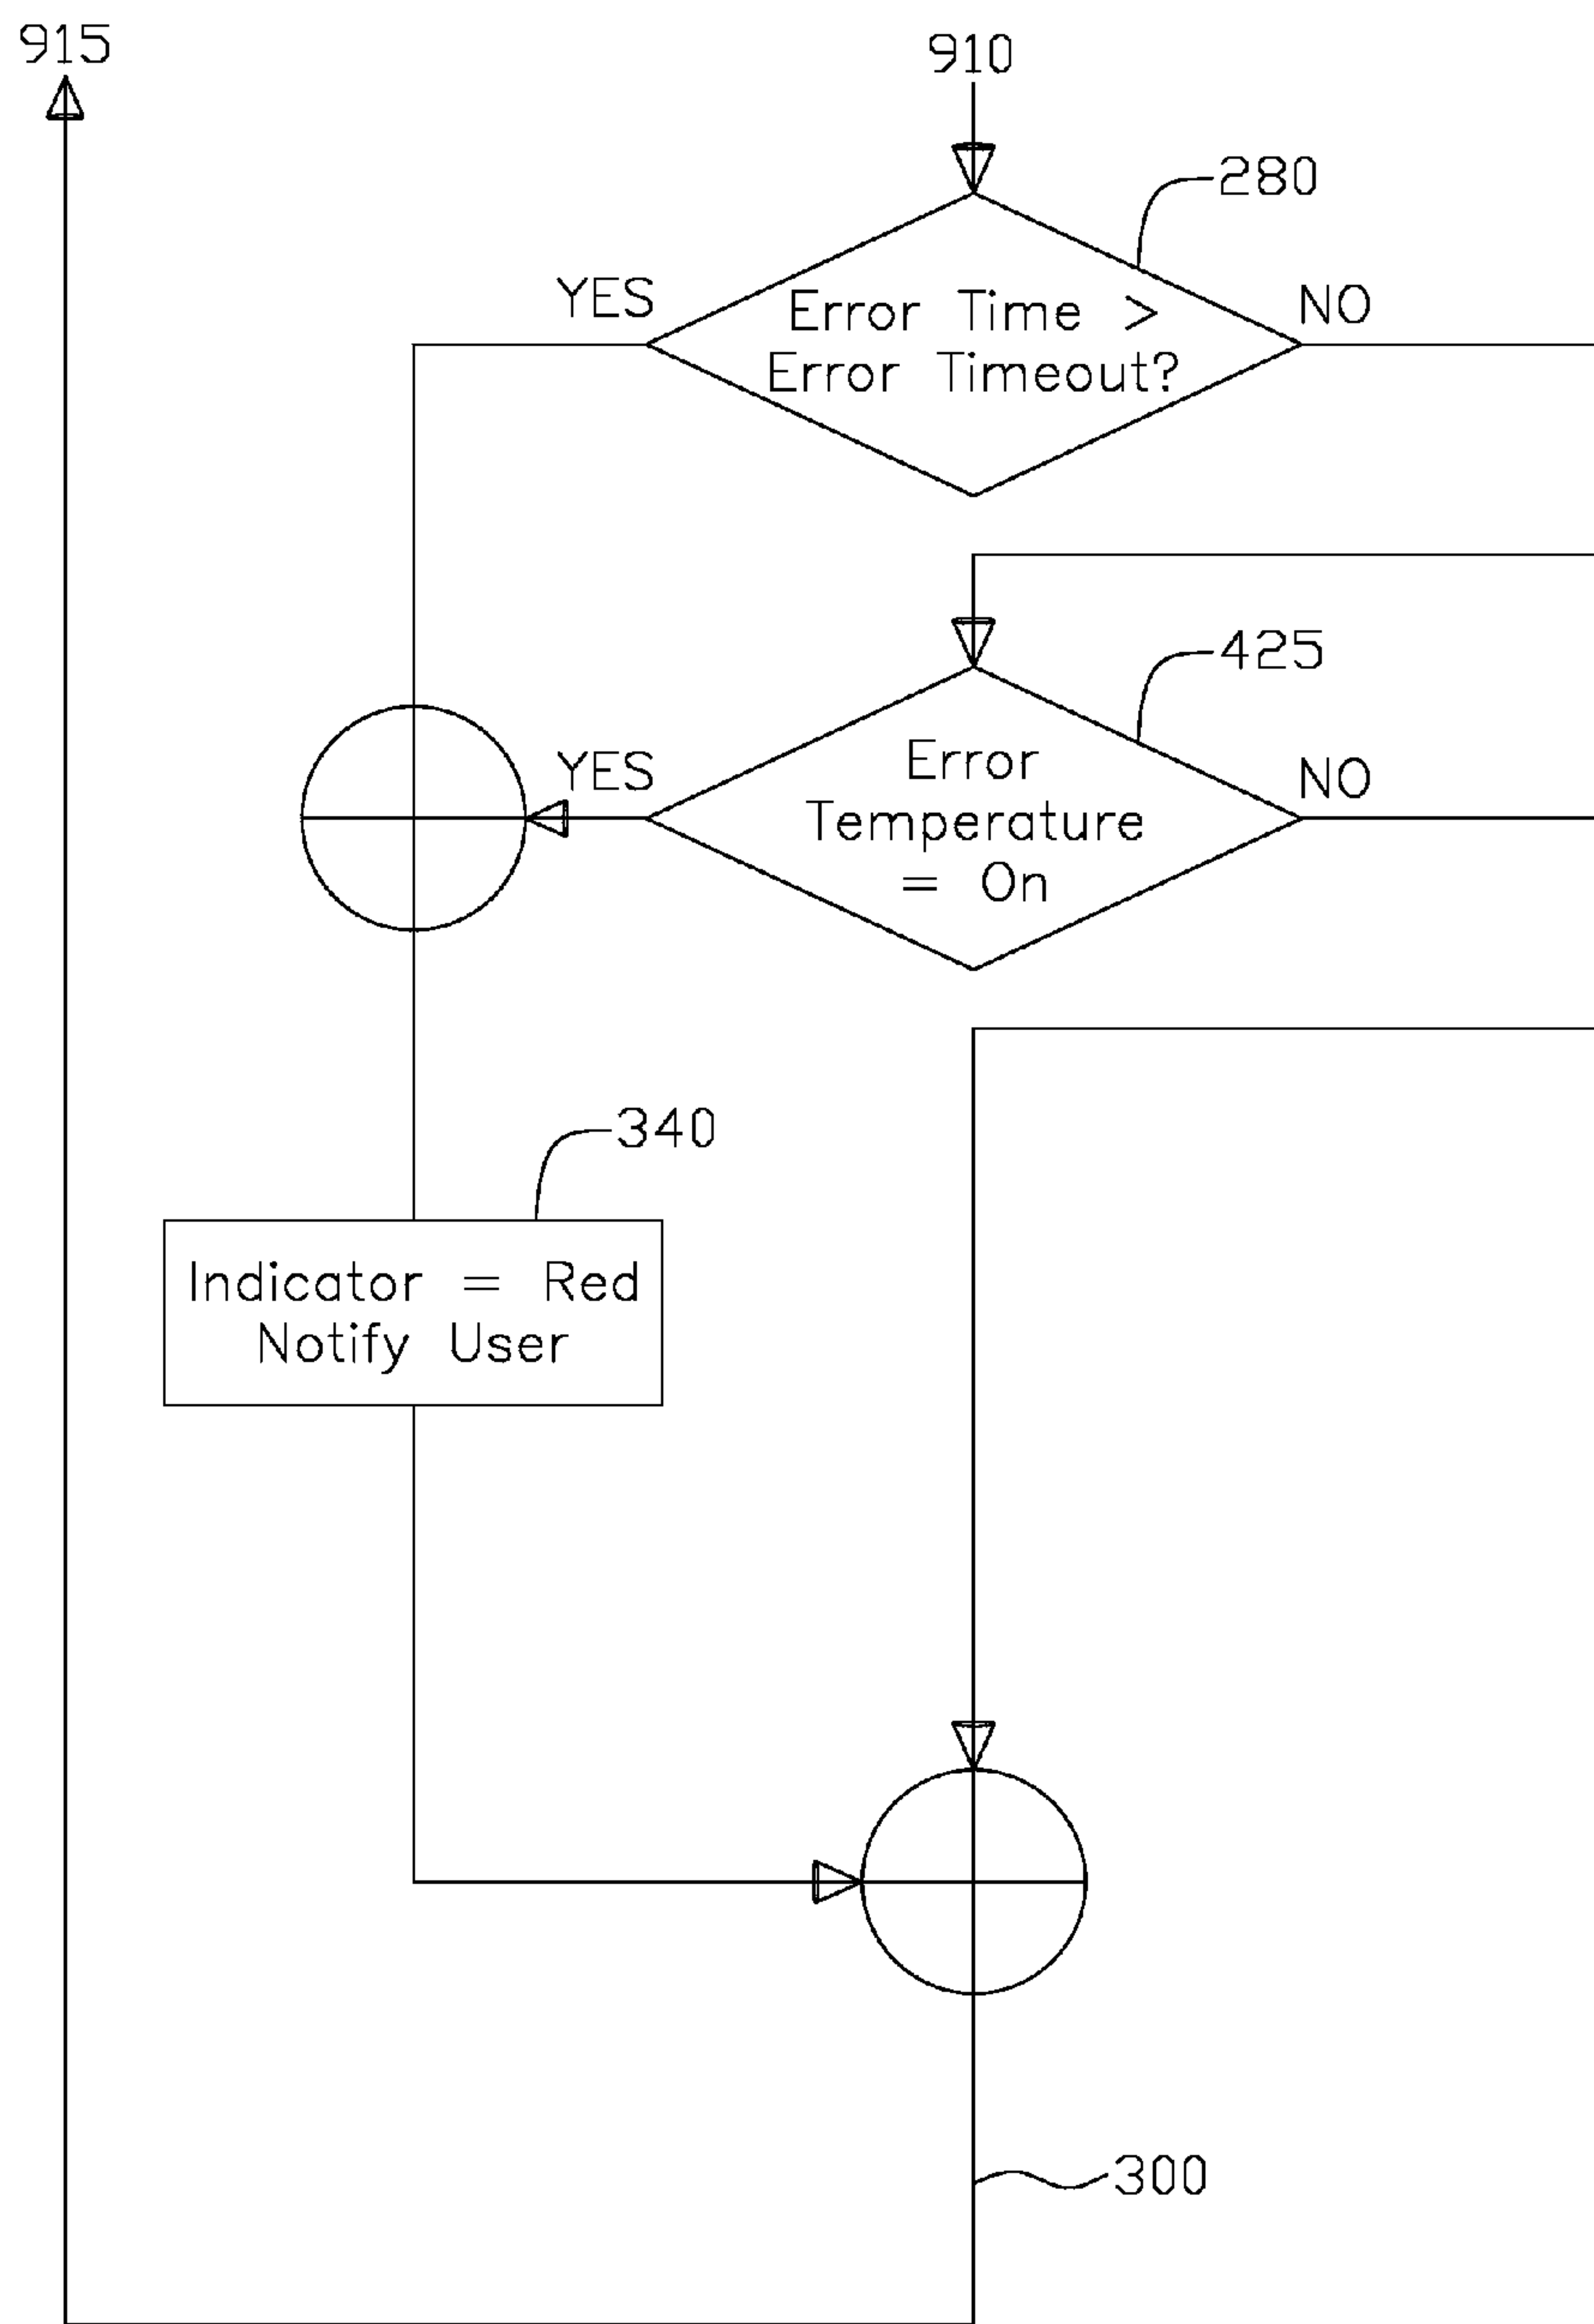 915
910
280
YES
Error Time >
Error Timeout?
NO
425
YES
Error
Temperature
= On
NO
340
Indicator = Red
Notify User
300